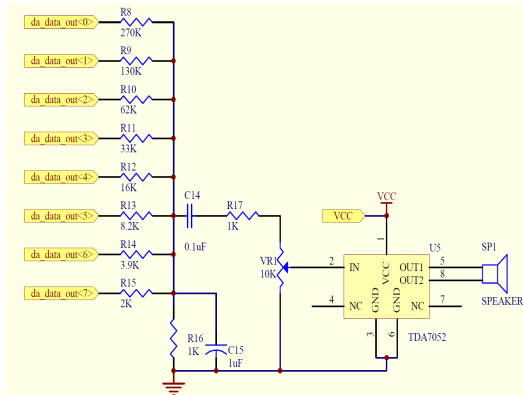 da_data_out<0>
R8
270K
da_data_out<1>
R9
130K
da_data_out<2>
R10
62K
da_data_out<3>
R11
33K
da_data_out<4>
R12
16K
da_data_out<5>
R13
8.2K
da_data_out<6>
R14
3.9K
da_data_out<7>
R15
2K
C14
0.1uF
R17
1K
VR1
10K
R16
1K
C15
1uF
VCC
VCC
1
U5
SP1
2
IN
VCC
OUT1
5
OUT2
8
SPEAKER
4
NC
GND
GND
NC
7
3
6
TDA7052